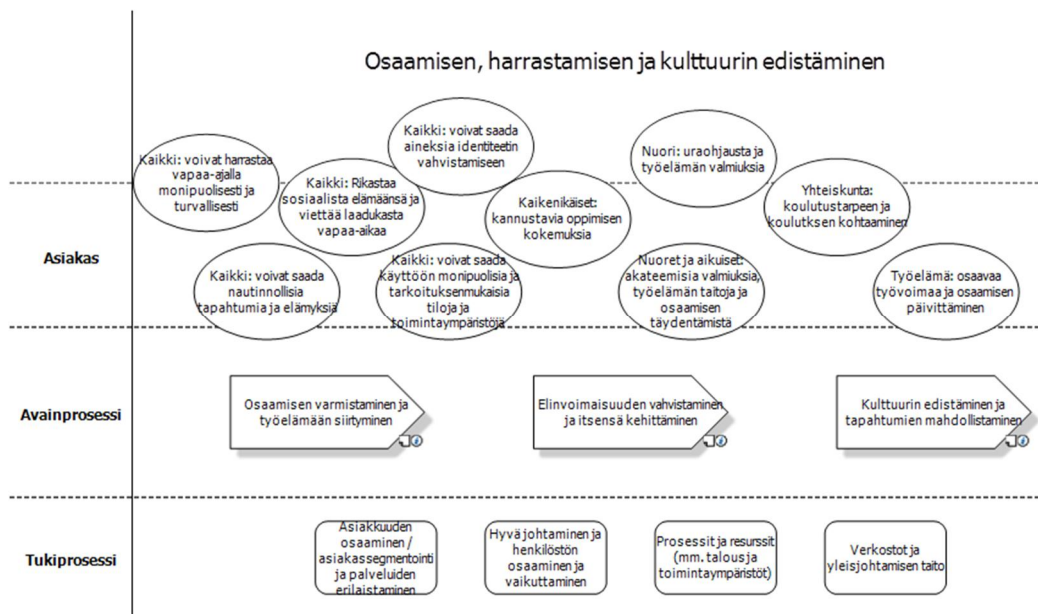 Osaamisen, harrastamisen ja kulttuurin edistäminen
Kaikki: voivat harrastaa
vapaa-ajalla
monipuolisesti ja
turvallisesti
Kaikki: Rikastaa
sosiaalista elämäänsä ja
viettää laadukasta
vapaa-aikaa
Kaikki: voivat saada
aineksia identiteetin
vahvistamiseen
Kaikenikäiset:
kannustavia oppimisen
kokemuksia
Nuori: uraohjausta ja
työelämän valmiuksia
Yhteiskunta:
koulutustarpeen ja
koulutksen kohtaaminen
Asiakas
Kaikki: voivat saada
nautinnollisia
tapahtumia ja elämyksiä
Kaikki: voivat saada
käyttöön monipuolisia ja
tarkoituksenmukaisia
tiloja ja
toimintaympäristöjä
Nuoret ja aikuiset:
akateemisia valmiuksia,
työelämän taitoja ja
osaamisen
täydentämistä
Työelämä: osaavaa
työvoimaa ja osaamisen
päivittäminen
Avainprosessi
Osaamisen varmistaminen ja
työelämään siirtyminen
Elinvoimaisuuden vahvistaminen
ja itsensä kehittäminen
Kulttuurin edistäminen ja
tapahtumien mahdollistaminen
Tukiprosessi
Asiakkuuden
osaaminen /
asiakassegmentointi
ja palveluiden
erilaistaminen
Hyvä johtaminen ja
henkilöstön
osaaminen ja
vaikuttaminen
Prosessit ja resurssit
(mm. talous ja
toimintaympäristöt)
Verkostot ja
yleisjohtamisen taito